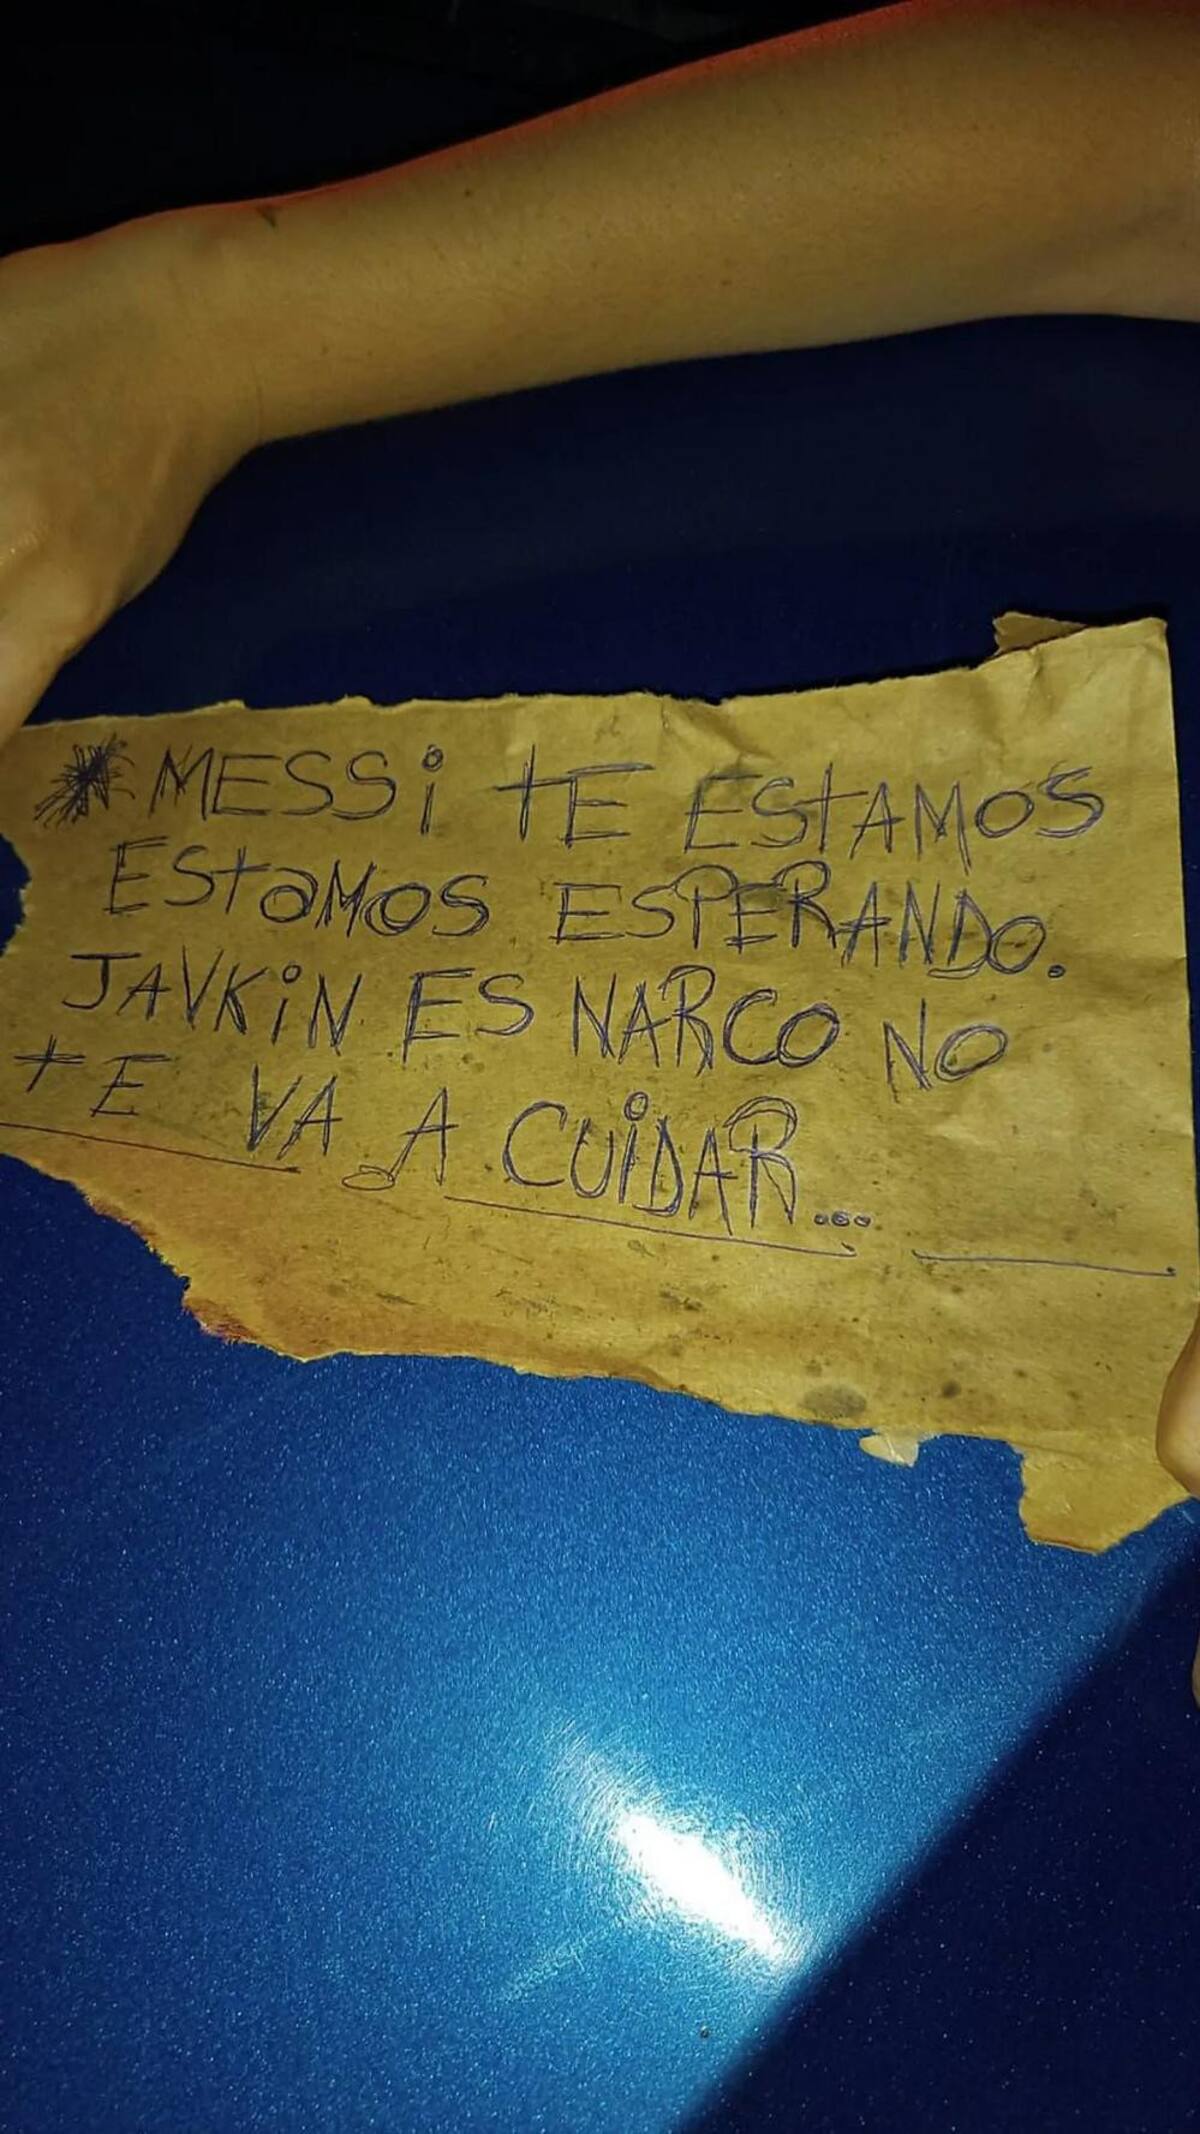 *MESSi tE EStAMOS
EStaMOS ESPERANDO.
JAVKiN ES NARCO NO
tE VA A CUiDAR...